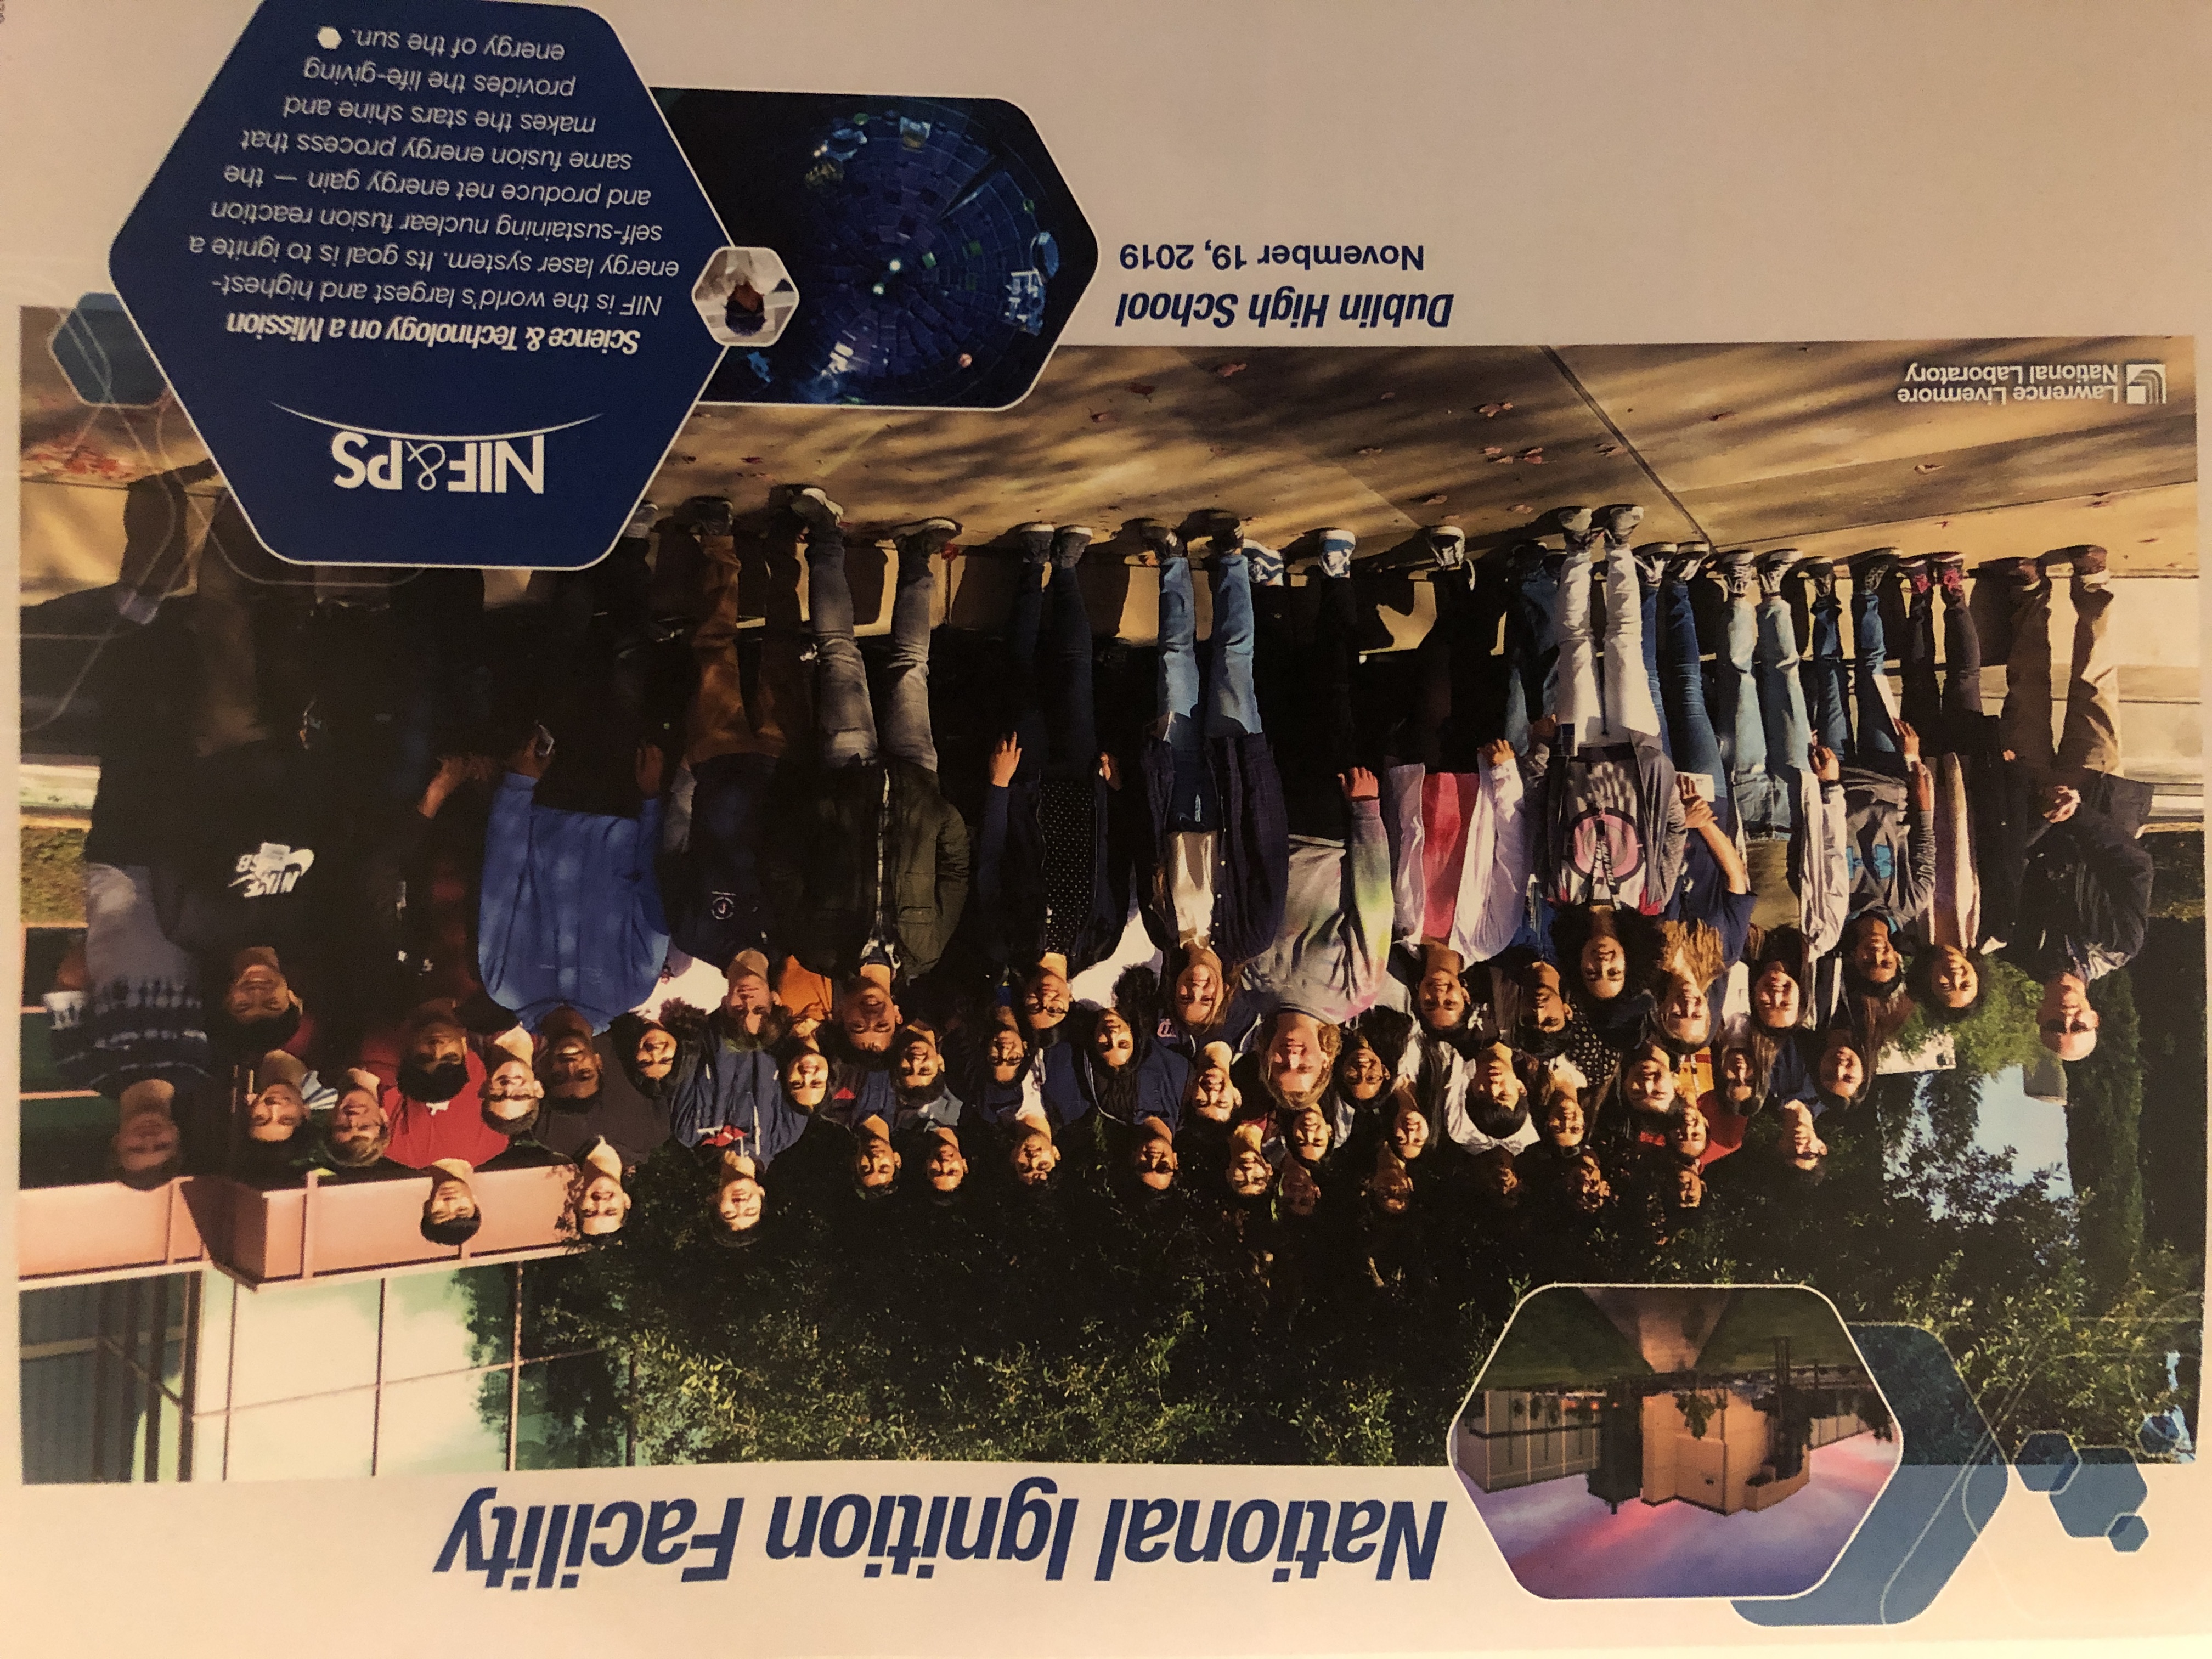 National Ignition Facility
NIKE
SB
Lawrence Livermore
National Laboratory
Dublin High School
November 19, 2019
NIF&PS
Science & Technology on a Mission
NIF is the world's largest and highest-
energy laser system. Its goal is to ignite a
self-sustaining nuclear fusion reaction
and produce net energy gain — the
same fusion energy process that
makes the stars shine and
provides the life-giving
energy of the sun.